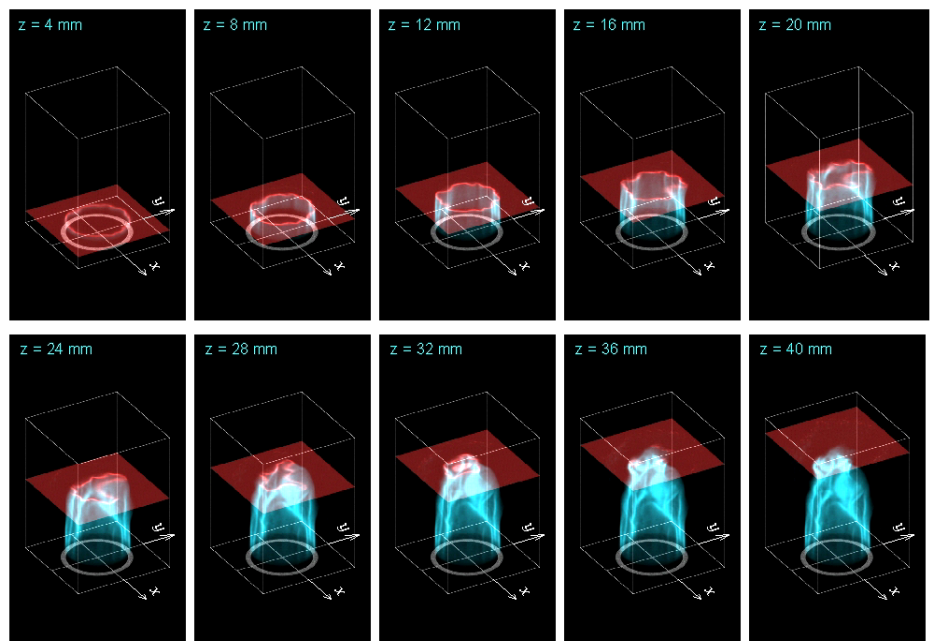 z = 4 mm
z = 8 mm
z = 12 mm
z = 16 mm
z = 20 mm
y
x
y
x
y
x
y
x
y
x
z = 24 mm
z = 28 mm
z = 32 mm
z = 36 mm
z = 40 mm
y
x
y
x
y
x
y
x
y
x